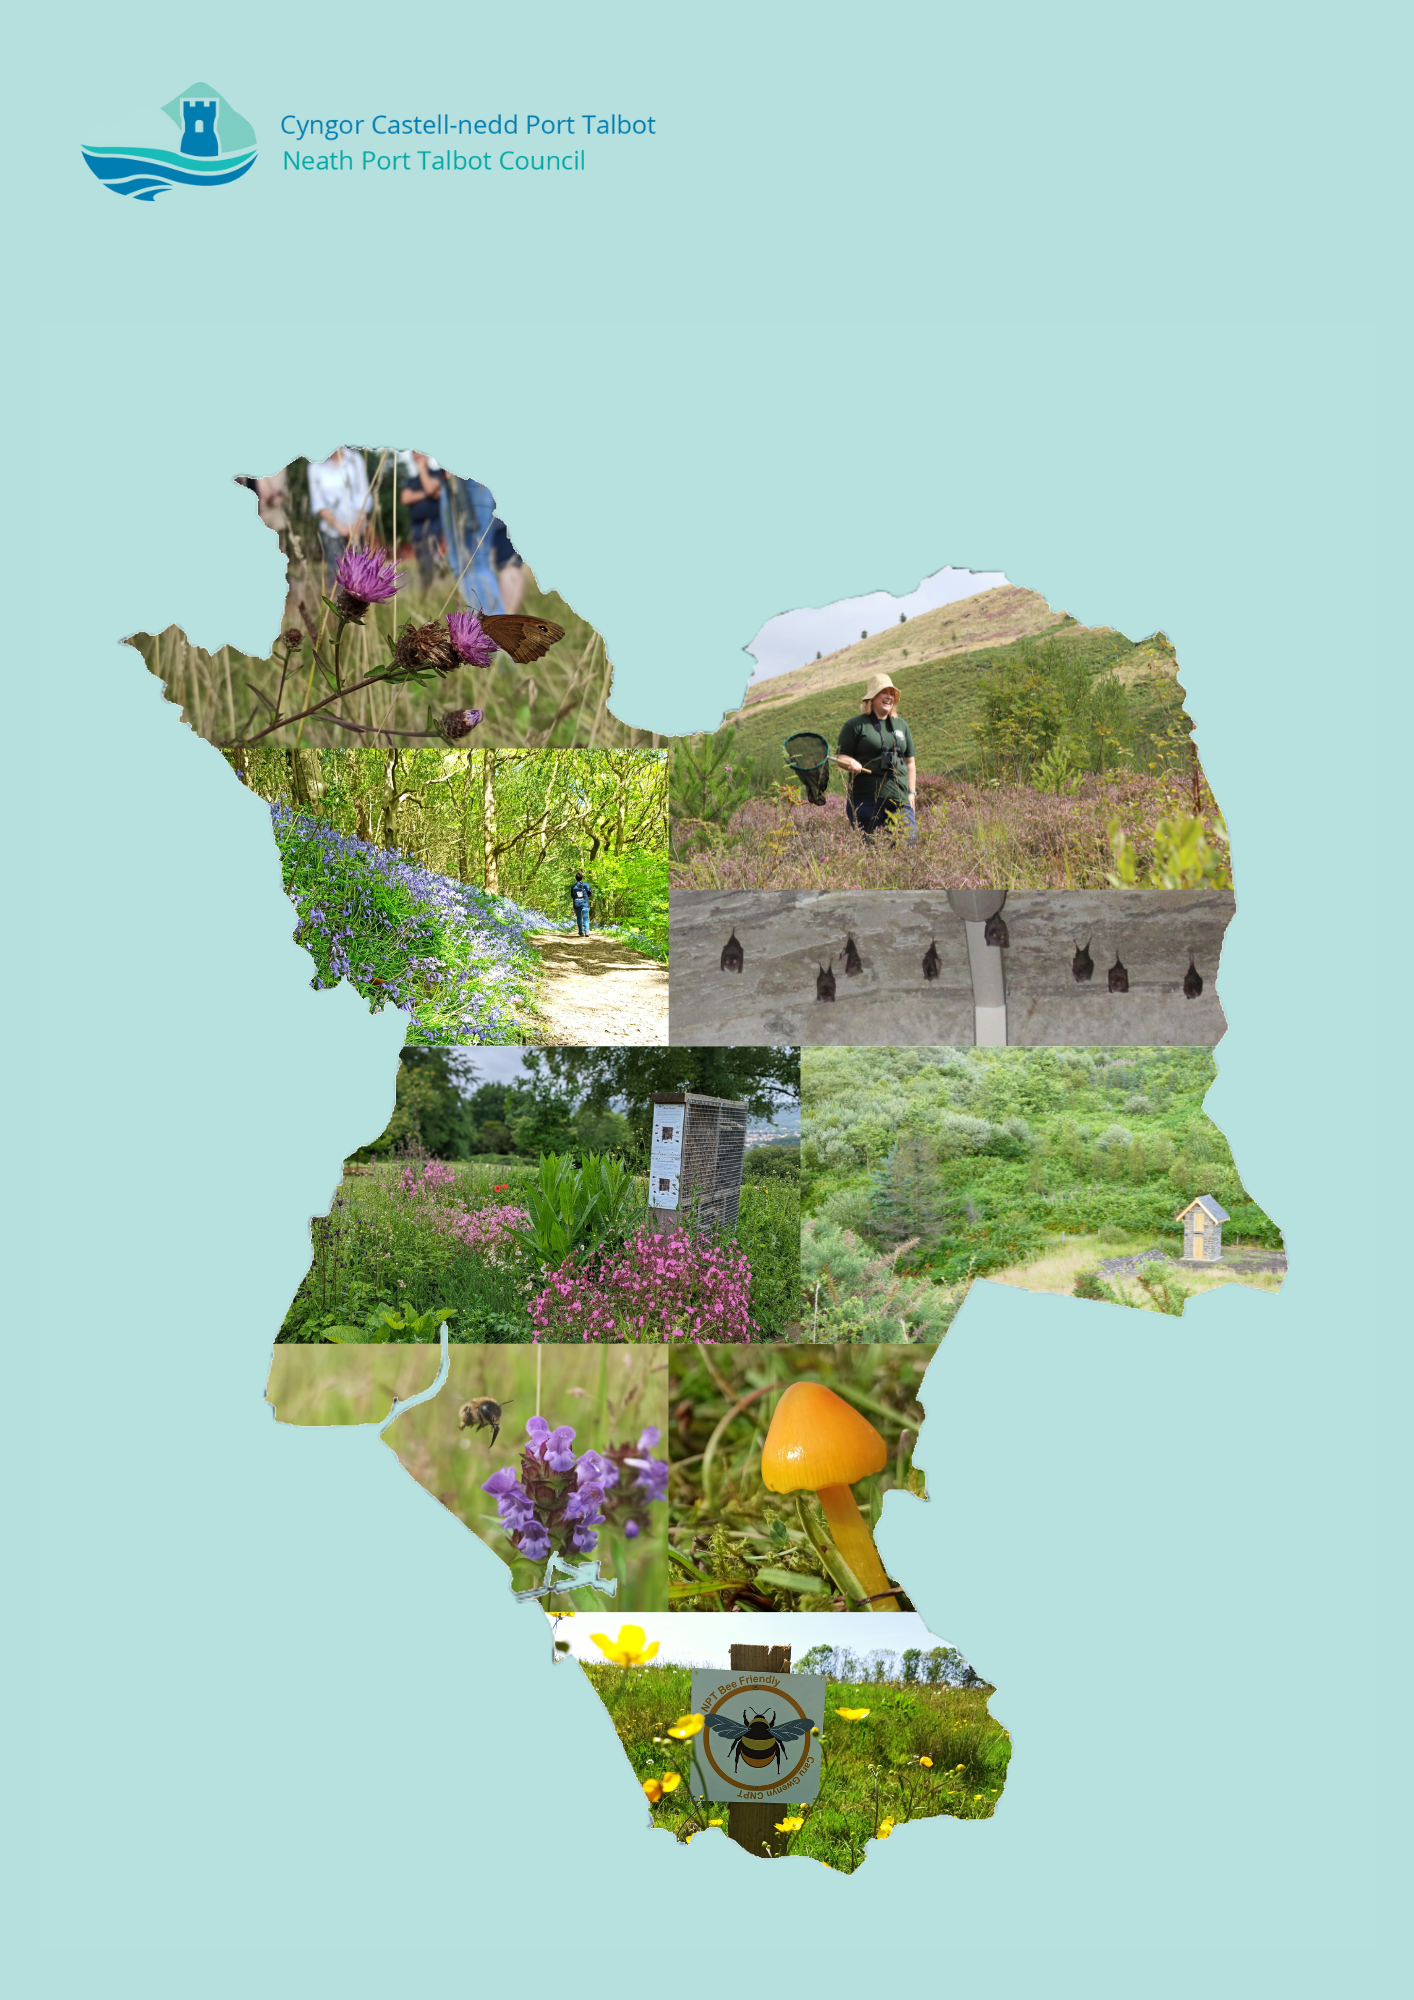 Cyngor Castell-nedd Port Talbot
Neath Port Talbot Council
NPT Bee Friendly
Caru Gwenyn CNPT